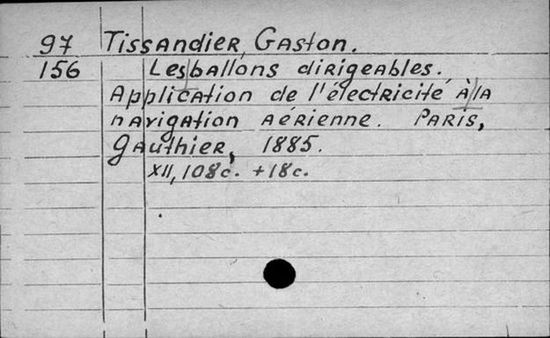 97 Tissandier, Gaston.
156 Les ballons dirigeables.
Application de l'électricité à la
navigation aérienne. Paris,
Gauthier, 1885.
XII, 108c. + 18c.